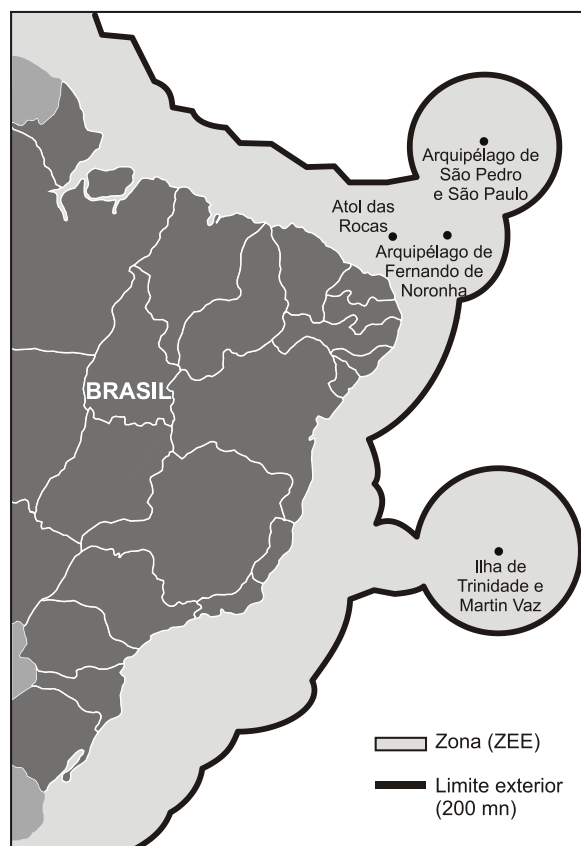 Arquipélago de
São Pedro
e São Paulo
Atol das
Rocas
Arquipélago de
Fernando de
Noronha
BRASIL
Ilha de
Trinidade e
Martin Vaz
Zona (ZEE)
Limite exterior
(200 mn)